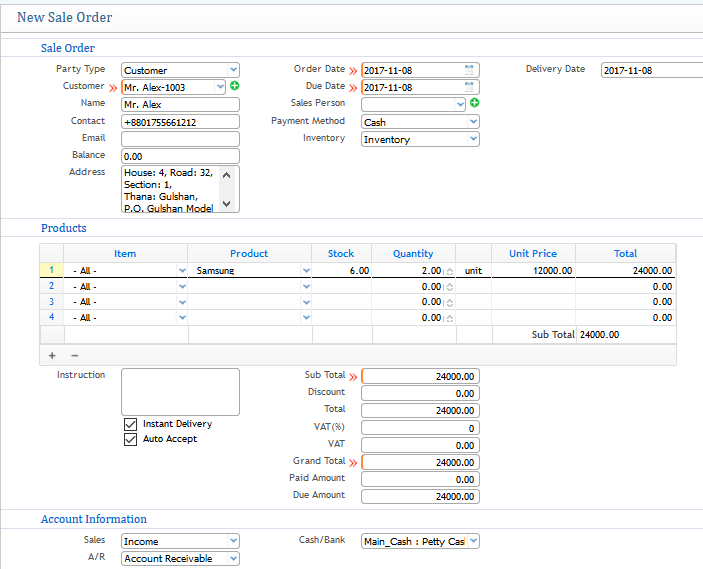 New Sale Order
Sale Order
Party Type Customer Order Date » 2017-11-08 Delivery Date 2017-11-08
Customer » Mr. Alex-1003 Due Date » 2017-11-08
Name Mr. Alex Sales Person
Contact +8801755661212 Payment Method Cash
Email Inventory Inventory
Balance 0.00
Address House: 4, Road: 32,
Section: 1,
Thana: Gulshan,
P.O. Gulshan Model
Products
Item Product Stock Quantity Unit Price Total
1 - All - Samsung 6.00 2.00 unit 12000.00 24000.00
2 - All - 0.00 0.00
3 - All - 0.00 0.00
4 - All - 0.00 0.00
Sub Total 24000.00
+ −
Instruction Sub Total » 24000.00
Discount 0.00
Total 24000.00
Instant Delivery VAT(%) 0
Auto Accept VAT 0.00
Grand Total » 24000.00
Paid Amount 0.00
Due Amount 24000.00
Account Information
Sales Income Cash/Bank Main_Cash : Petty Cas
A/R Account Receivable